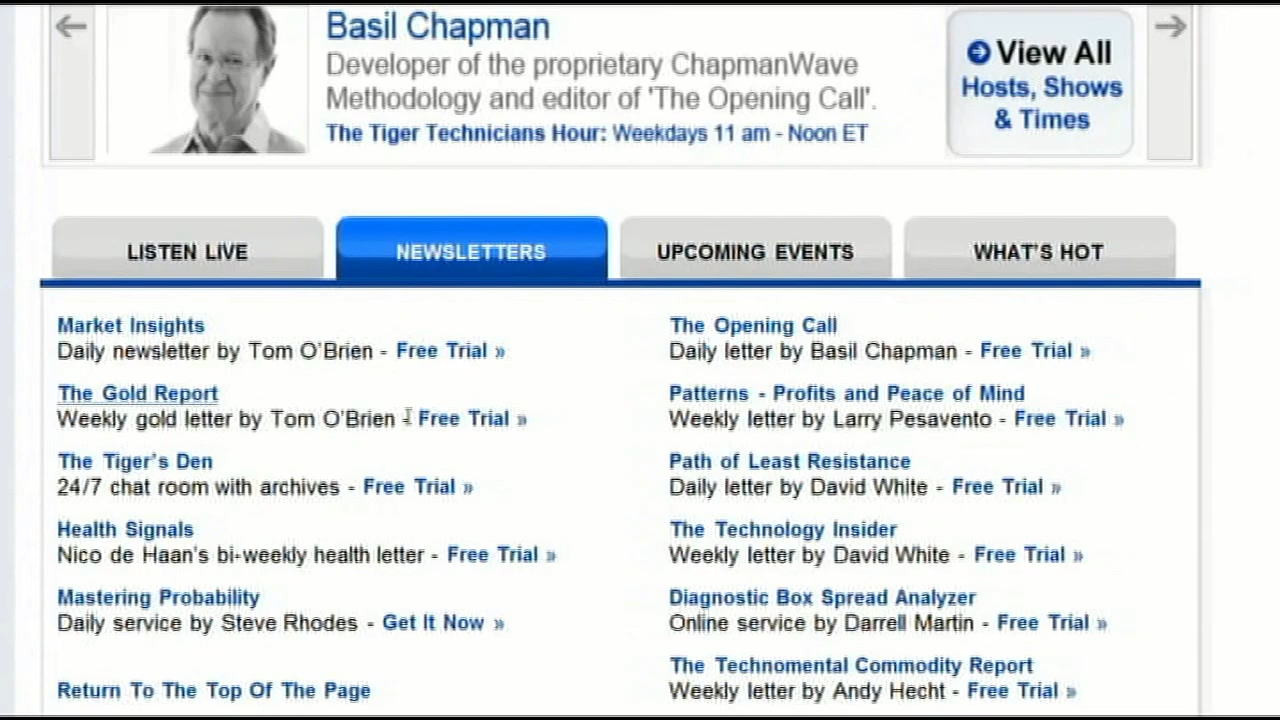 Basil Chapman
Developer of the proprietary ChapmanWave
Methodology and editor of 'The Opening Call'.
The Tiger Technicians Hour: Weekdays 11 am - Noon ET
View All
Hosts, Shows
& Times
LISTEN LIVE
NEWSLETTERS
UPCOMING EVENTS
WHAT'S HOT
Market Insights
Daily newsletter by Tom O'Brien - Free Trial »
The Gold Report
Weekly gold letter by Tom O'Brien - Free Trial »
The Tiger's Den
24/7 chat room with archives - Free Trial »
Health Signals
Nico de Haan's bi-weekly health letter - Free Trial »
Mastering Probability
Daily service by Steve Rhodes - Get It Now »
Return To The Top Of The Page
The Opening Call
Daily letter by Basil Chapman - Free Trial »
Patterns - Profits and Peace of Mind
Weekly letter by Larry Pesavento - Free Trial »
Path of Least Resistance
Daily letter by David White - Free Trial »
The Technology Insider
Weekly letter by David White - Free Trial »
Diagnostic Box Spread Analyzer
Online service by Darrell Martin - Free Trial »
The Technomental Commodity Report
Weekly letter by Andy Hecht - Free Trial »